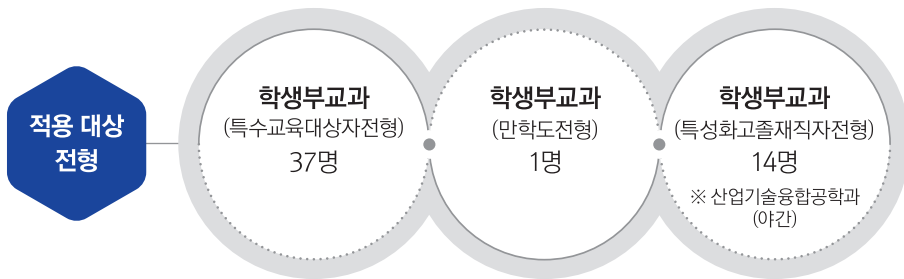 적용 대상
전형
학생부교과
(특수교육대상자전형)
37명
학생부교과
(만학도전형)
1명
학생부교과
(특성화고졸재직자전형)
14명
※ 산업기술융합공학과
(야간)